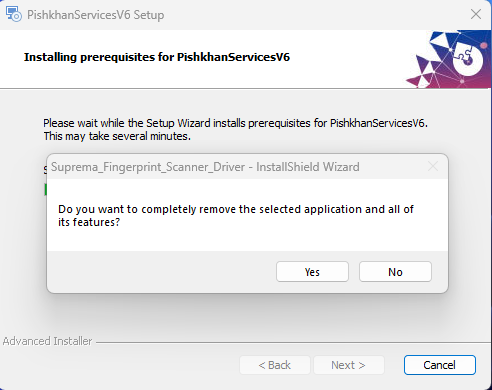 PishkhanServicesV6 Setup
Installing prerequisites for PishkhanServicesV6
Please wait while the Setup Wizard installs prerequisites for PishkhanServicesV6.
This may take several minutes.
Suprema_Fingerprint_Scanner_Driver - InstallShield Wizard
Do you want to completely remove the selected application and all of
its features?
Yes No
Advanced Installer
< Back Next > Cancel